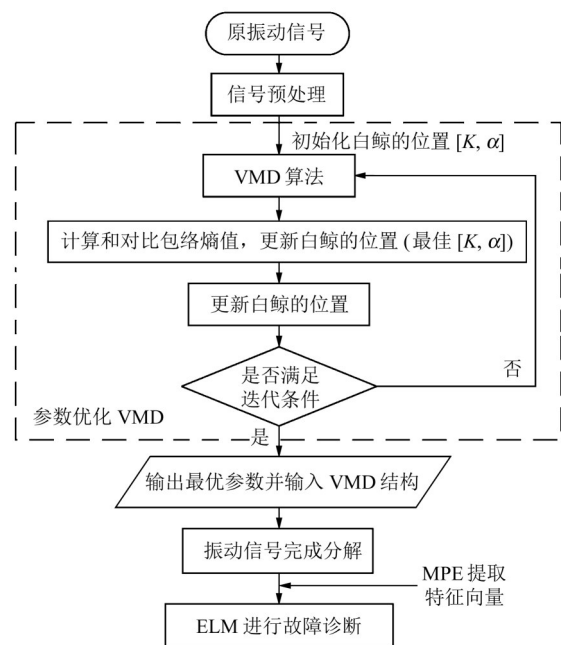 原振动信号
信号预处理
初始化白鲸的位置 [K, α]
VMD 算法
计算和对比包络熵值，更新白鲸的位置 (最佳 [K, α])
更新白鲸的位置
是否满足
迭代条件
否
参数优化 VMD
是
输出最优参数并输入 VMD 结构
振动信号完成分解
MPE 提取
特征向量
ELM 进行故障诊断